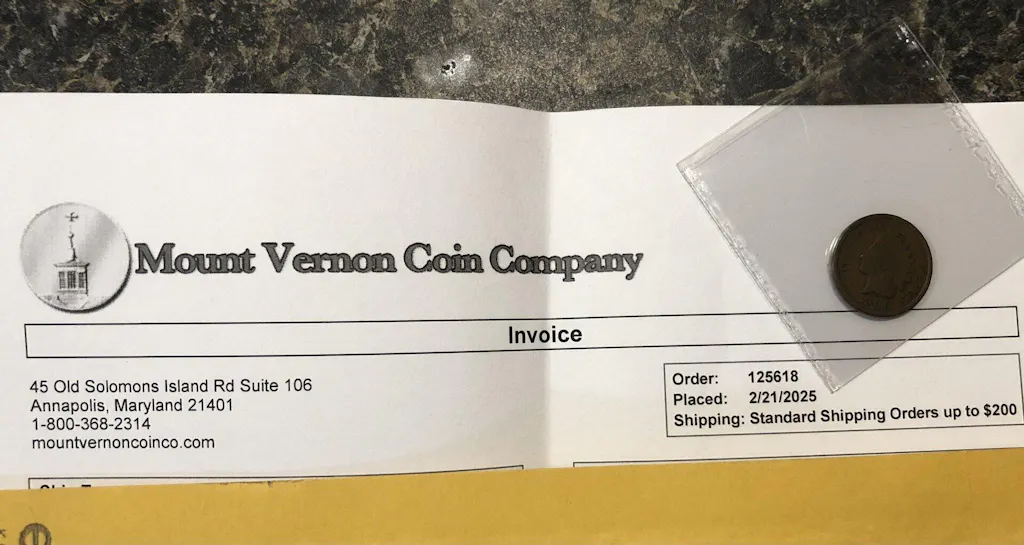 Mount Vernon Coin Company
Invoice
45 Old Solomons Island Rd Suite 106
Annapolis, Maryland 21401
1-800-368-2314
mountvernoncoinco.com
Order: 125618
Placed: 2/21/2025
Shipping: Standard Shipping Orders up to $200